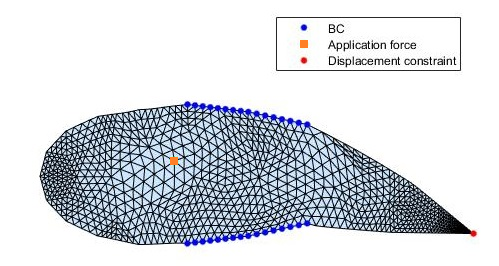 BC
Application force
Displacement constraint